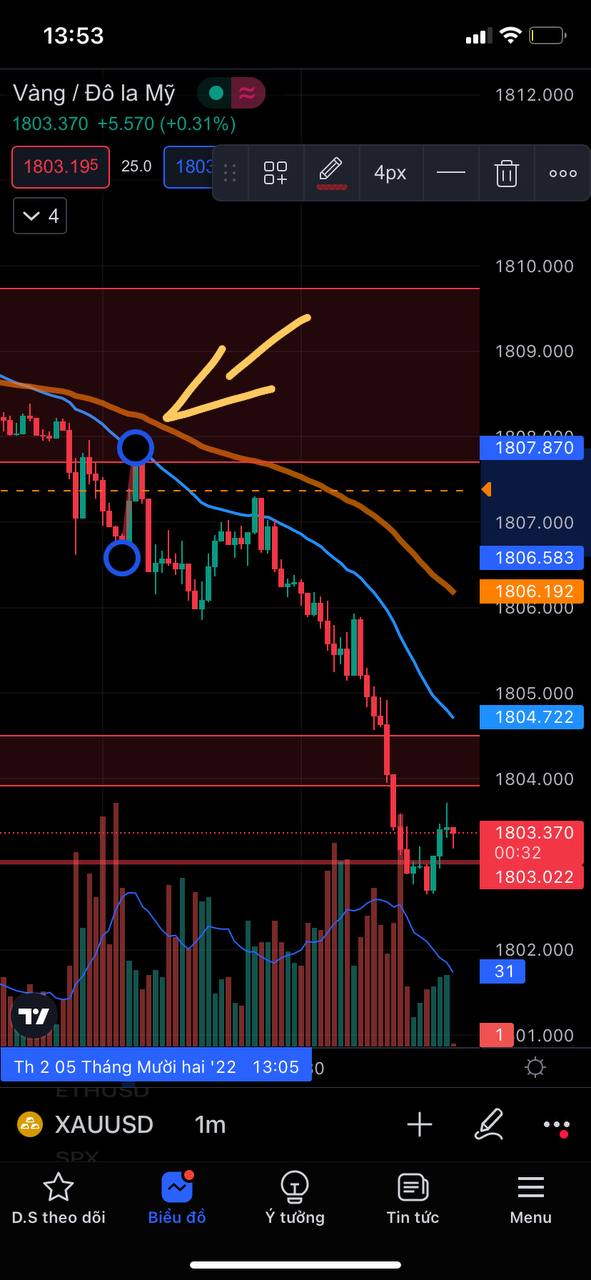 13:53
Vàng / Đô la Mỹ
1812.000
1803.370 +5.570 (+0.31%)
1803.195 25.0 1803
4px
4
1810.000
1809.000
1808.000
1807.870
1807.000
1806.583
1806.192
1806.000
1805.000
1804.722
1804.000
1803.370
00:32
1803.022
1802.000
31
1
01.000
Th 2 05 Tháng Mười hai '22 13:05
ETHUSD
XAUUSD 1m
SPX
D.S theo dõi Biểu đồ Ý tưởng Tin tức Menu